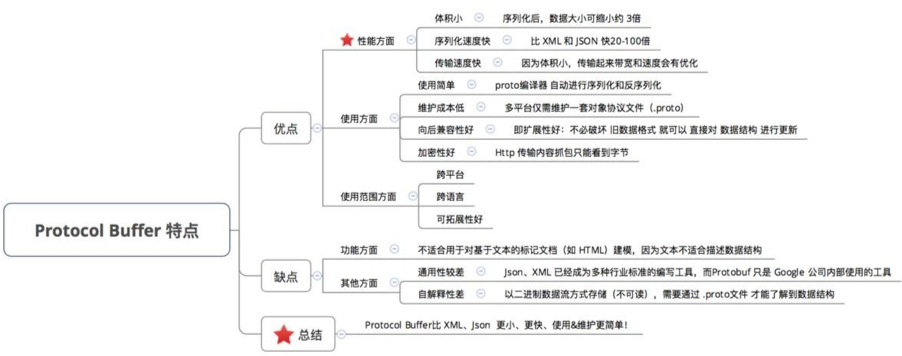 Protocol Buffer 特点
优点
性能方面
体积小
序列化后，数据大小可缩小约 3倍
序列化速度快
比 XML 和 JSON 快20-100倍
传输速度快
因为体积小，传输起来带宽和速度会有优化
使用方面
使用简单
proto编译器 自动进行序列化和反序列化
维护成本低
多平台仅需维护一套对象协议文件（.proto）
向后兼容性好
即扩展性好：不必破坏 旧数据格式 就可以 直接对 数据结构 进行更新
加密性好
Http 传输内容抓包只能看到字节
使用范围方面
跨平台
跨语言
可拓展性好
缺点
功能方面
不适合用于对基于文本的标记文档（如 HTML）建模，因为文本不适合描述数据结构
其他方面
通用性较差
Json、XML 已经成为多种行业标准的编写工具，而Protobuf 只是 Google 公司内部使用的工具
自解释性差
以二进制数据流方式存储（不可读），需要通过 .proto文件 才能了解到数据结构
总结
Protocol Buffer比 XML、Json 更小、更快、使用&维护更简单！